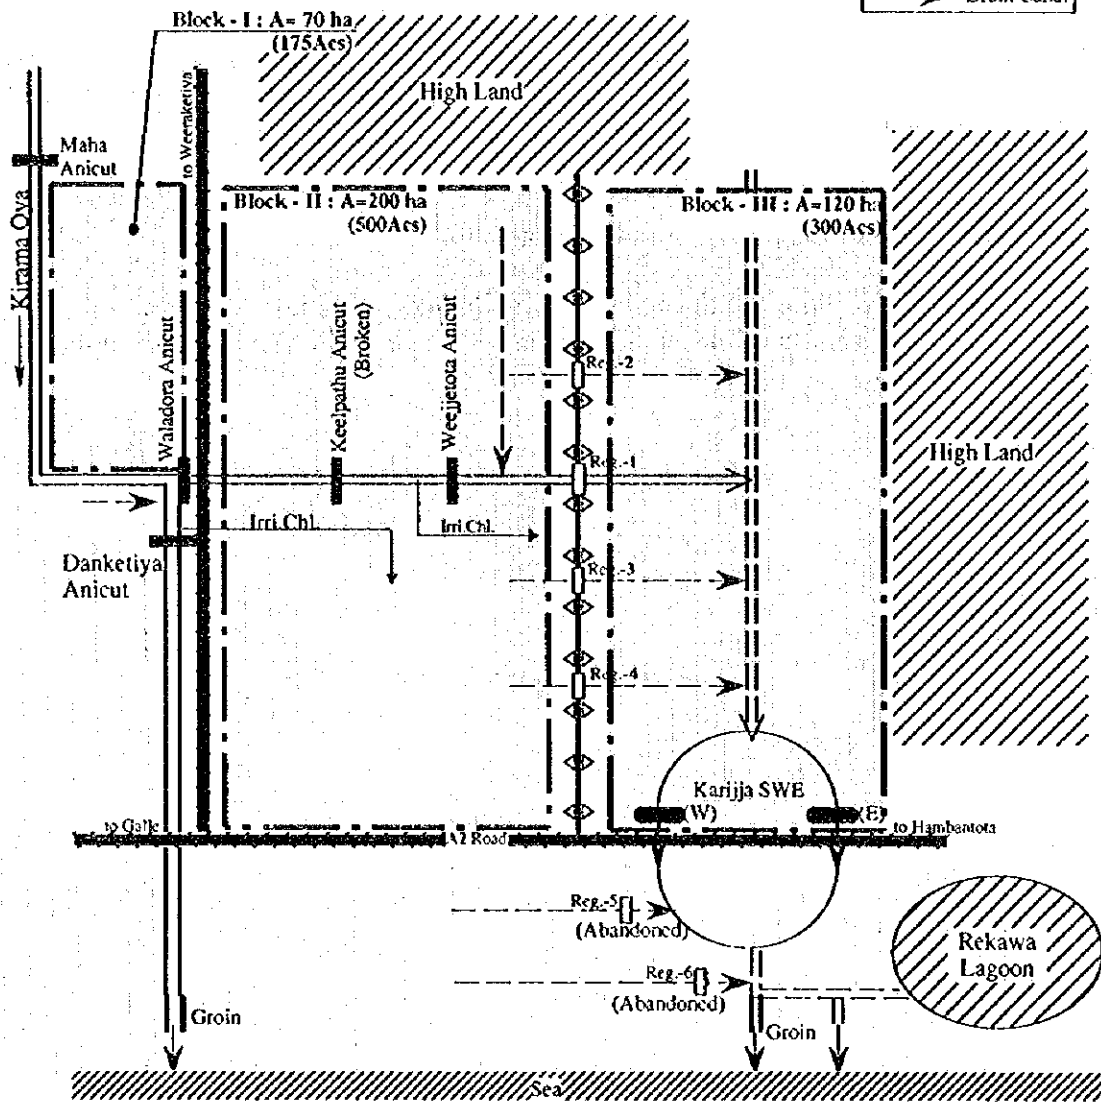 Block - I : A= 70 ha
(175Acs)
Drain Canal
High Land
Maha
Anicut
to Weeraketiya
Kirama Oya
Block - II : A=200 ha
(500Acs)
Block - III : A=120 ha
(300Acs)
Waladora Anicut
Keelpathu Anicut
(Broken)
Weejjetota Anicut
Reg.-2
Reg.-1
High Land
Irri.Chl.
Irri.Chl.
Danketiya
Anicut
Reg.-3
Reg.-4
Karijja SWE
(W)
(E)
to Galle
A2 Road
to Hambantota
Reg.-5
(Abandoned)
Rekawa
Lagoon
Reg.-6
(Abandoned)
Groin
Groin
Sea